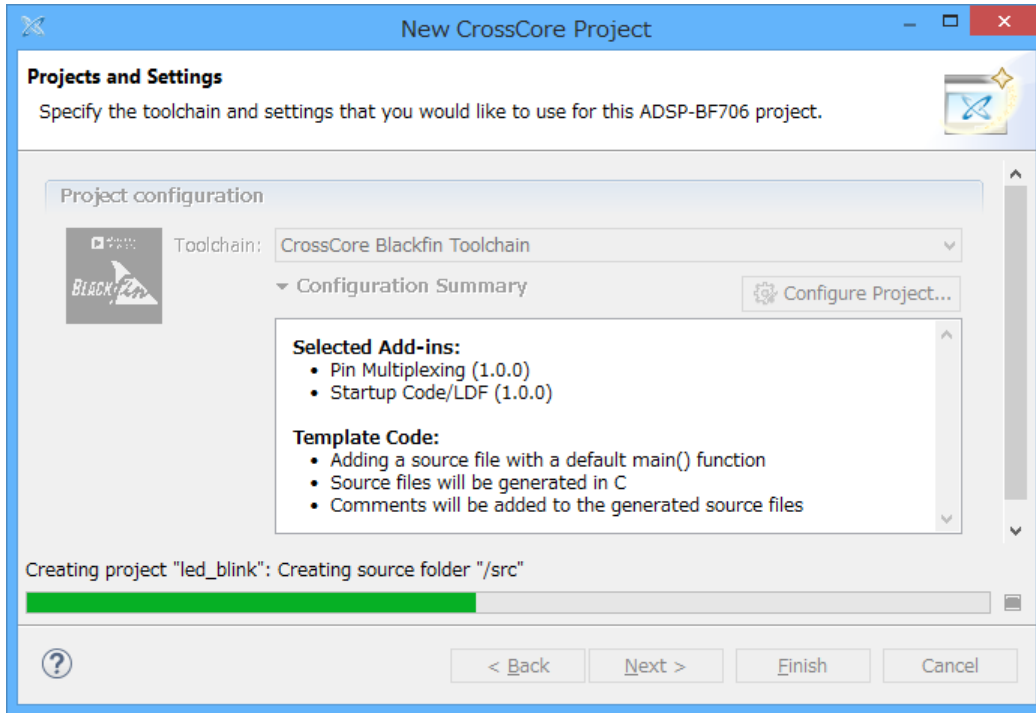 New CrossCore Project
Projects and Settings
Specify the toolchain and settings that you would like to use for this ADSP-BF706 project.
Project configuration
BLACKfin
Toolchain:
CrossCore Blackfin Toolchain
Configuration Summary
Configure Project...
Selected Add-ins:
• Pin Multiplexing (1.0.0)
• Startup Code/LDF (1.0.0)
Template Code:
• Adding a source file with a default main() function
• Source files will be generated in C
• Comments will be added to the generated source files
Creating project "led_blink": Creating source folder "/src"
?
< Back
Next >
Finish
Cancel